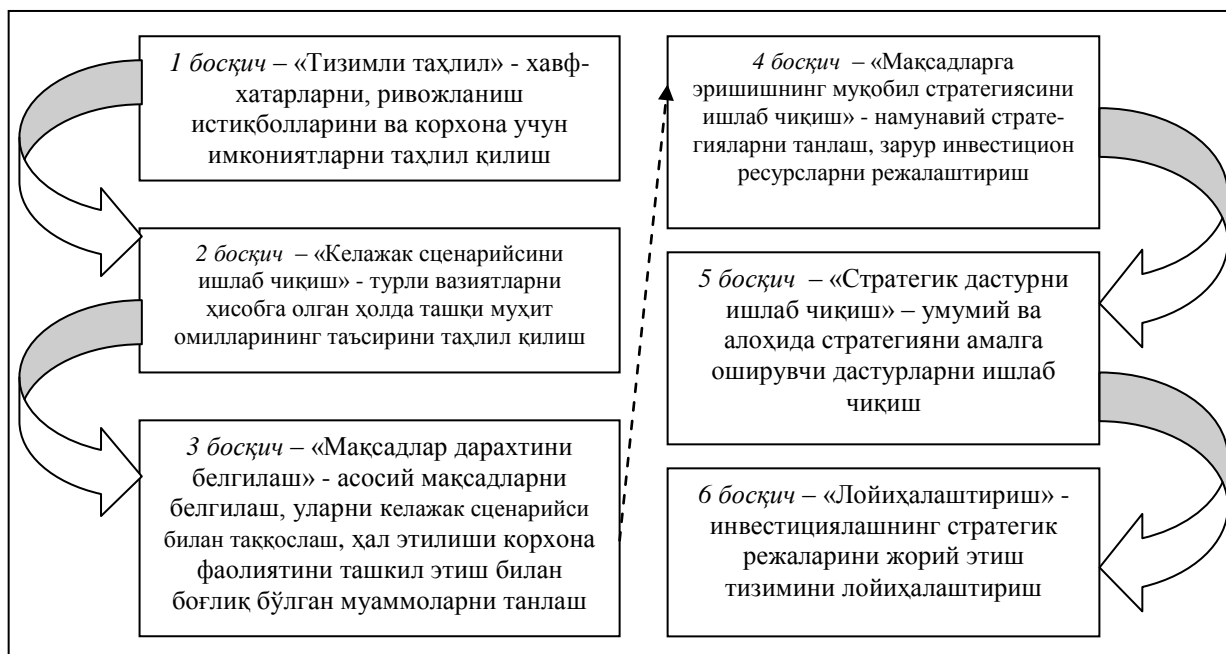 1 босқич – «Тизимли таҳлил» - хавф-
хатарларни, ривожланиш
истиқболларини ва корхона учун
имкониятларни таҳлил қилиш
2 босқич – «Келажак сценарийсини
ишлаб чиқиш» - турли вазиятларни
ҳисобга олган ҳолда ташқи муҳит
омилларининг таъсирини таҳлил қилиш
3 босқич – «Мақсадлар дарахтини
белгилаш» - асосий мақсадларни
белгилаш, уларни келажак сценарийси
билан таққослаш, ҳал этилиши корхона
фаолиятини ташкил этиш билан
боғлиқ бўлган муаммоларни танлаш
4 босқич – «Мақсадларга
эришишнинг муқобил стратегиясини
ишлаб чиқиш» - намунавий страте-
гияларни танлаш, зарур инвестицион
ресурсларни режалаштириш
5 босқич – «Стратегик дастурни
ишлаб чиқиш» – умумий ва
алоҳида стратегияни амалга
оширувчи дастурларни ишлаб
чиқиш
6 босқич – «Лойиҳалаштириш» -
инвестициялашнинг стратегик
режаларини жорий этиш
тизимини лойиҳалаштириш